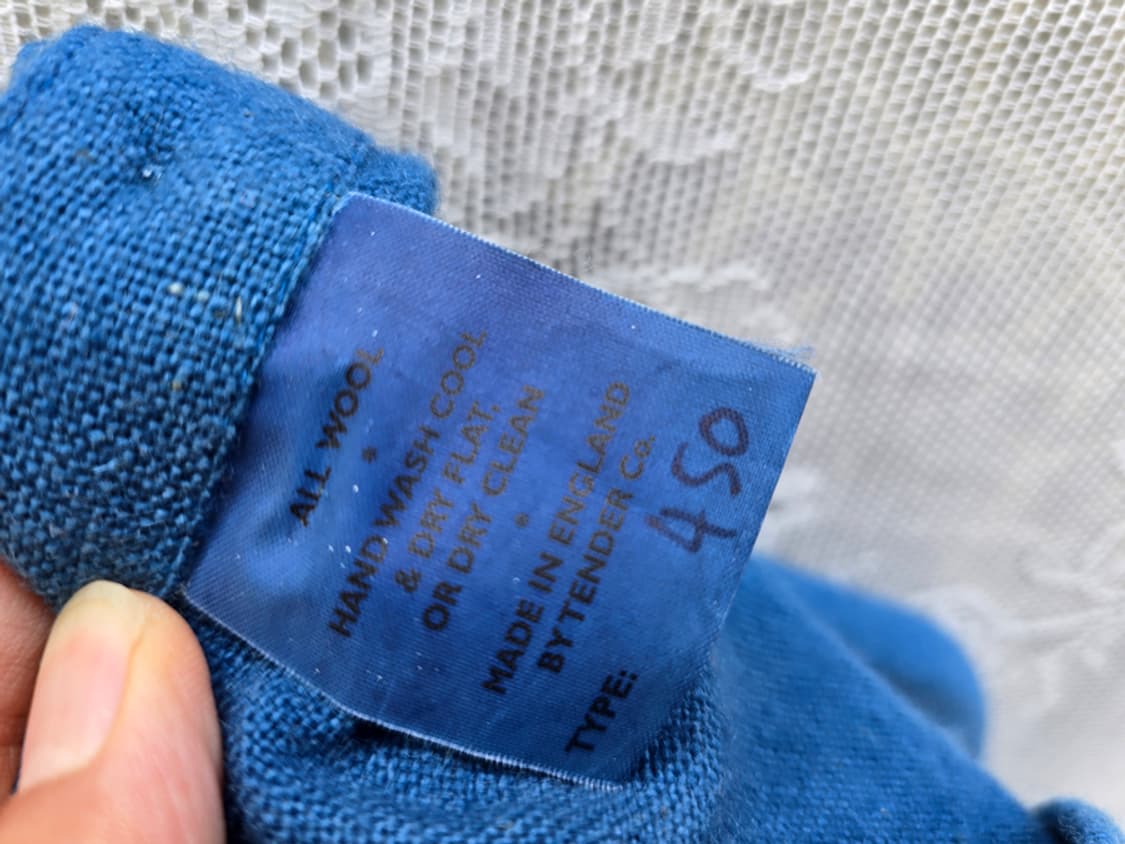 ALL WOOL
*
HAND WASH COOL
& DRY FLAT,
OR DRY CLEAN
*
MADE IN ENGLAND
BY TENDER Co.
TYPE: 450